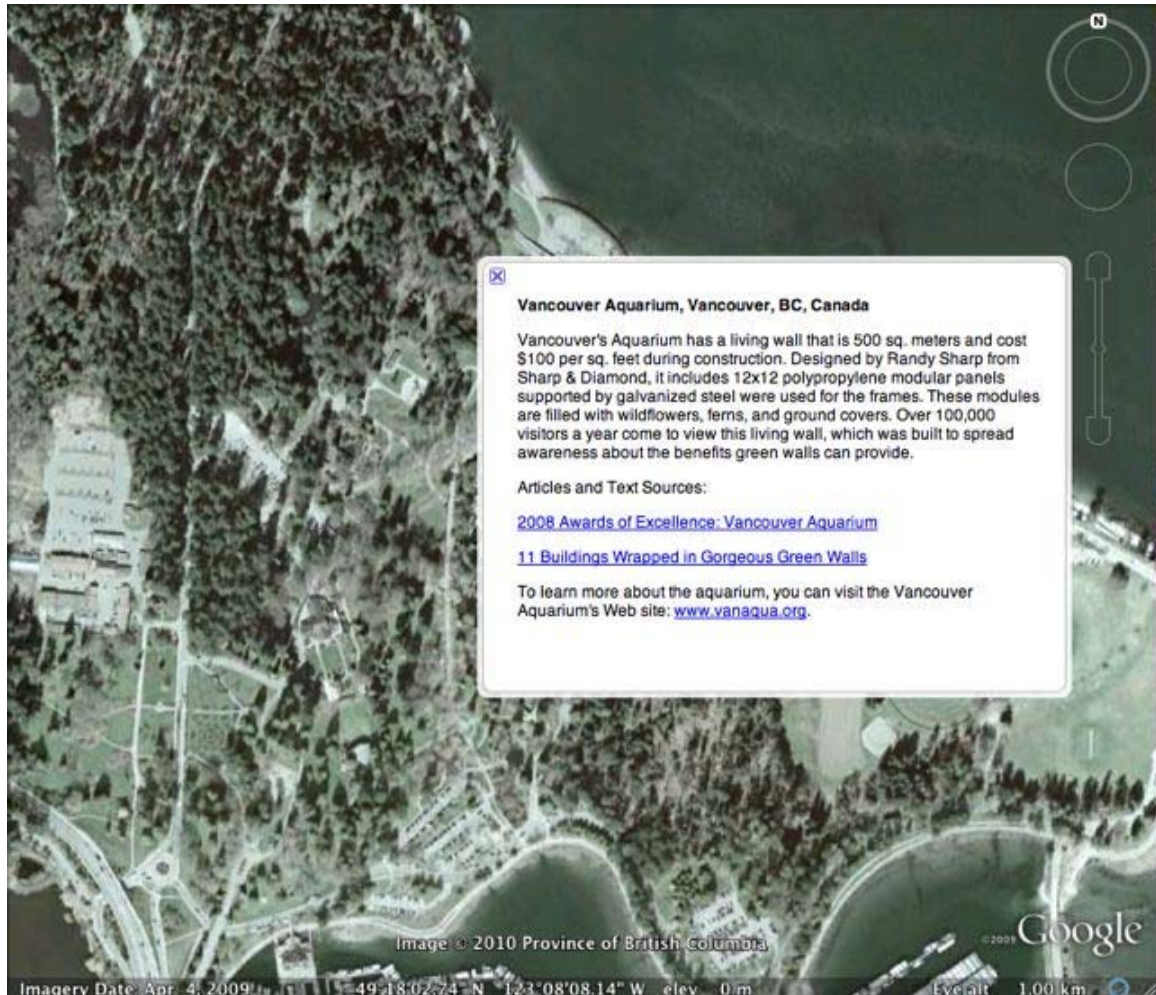 N
Vancouver Aquarium, Vancouver, BC, Canada
Vancouver's Aquarium has a living wall that is 500 sq. meters and cost
$100 per sq. feet during construction. Designed by Randy Sharp from
Sharp & Diamond, it includes 12x12 polypropylene modular panels
supported by galvanized steel were used for the frames. These modules
are filled with wildflowers, ferns, and ground covers. Over 100,000
visitors a year come to view this living wall, which was built to spread
awareness about the benefits green walls can provide.
Articles and Text Sources:
2008 Awards of Excellence: Vancouver Aquarium
11 Buildings Wrapped in Gorgeous Green Walls
To learn more about the aquarium, you can visit the Vancouver
Aquarium's Web site: www.vanaqua.org.
Image © 2010 Province of British Columbia
©2009 Google
Imagery Date: Apr 4, 2009 49°18'02.74" N 123°08'08.14" W elev 0 m Eye alt 1.00 km